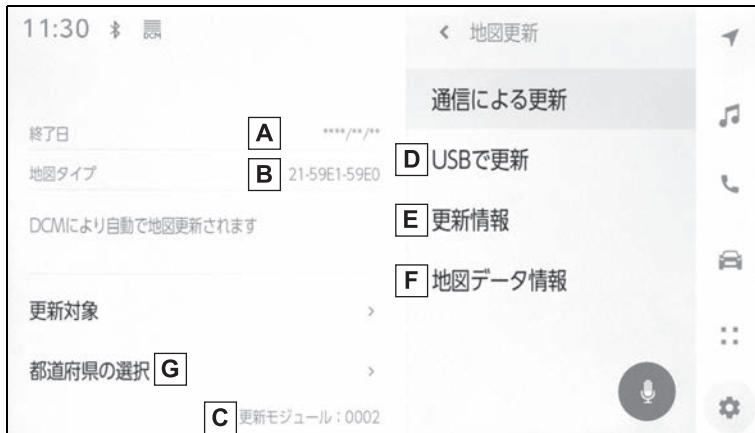 11:30 DCM
終了日 A ****/**/**
地図タイプ B 21-59E1-59E0
DCMにより自動で地図更新されます
更新対象 >
都道府県の選択 G >
C 更新モジュール:0002
< 地図更新
通信による更新
D USBで更新
E 更新情報
F 地図データ情報